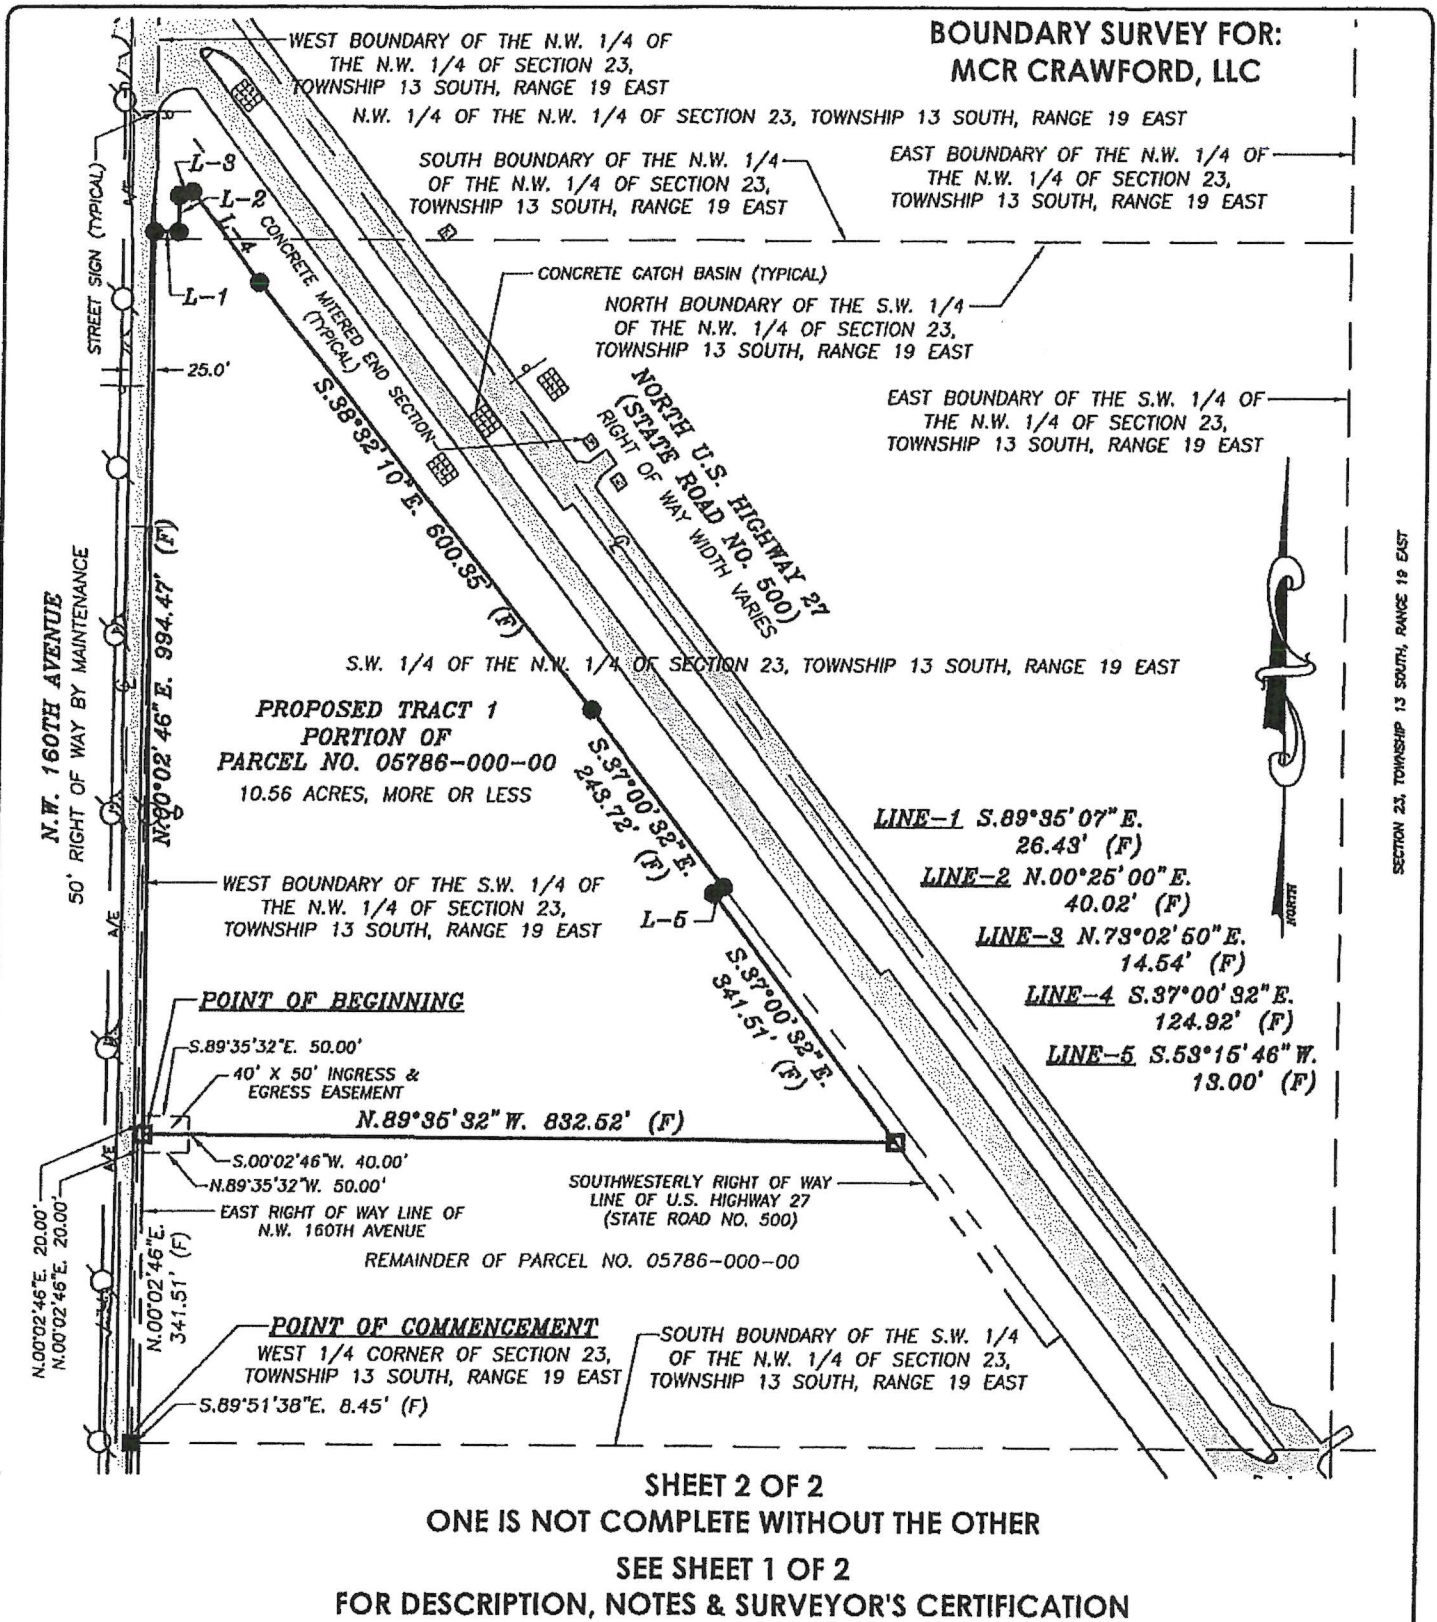 BOUNDARY SURVEY FOR:
MCR CRAWFORD, LLC
WEST BOUNDARY OF THE N.W. 1/4 OF
THE N.W. 1/4 OF SECTION 23,
TOWNSHIP 13 SOUTH, RANGE 19 EAST
N.W. 1/4 OF THE N.W. 1/4 OF SECTION 23, TOWNSHIP 13 SOUTH, RANGE 19 EAST
SOUTH BOUNDARY OF THE N.W. 1/4
OF THE N.W. 1/4 OF SECTION 23,
TOWNSHIP 13 SOUTH, RANGE 19 EAST
EAST BOUNDARY OF THE N.W. 1/4 OF
THE N.W. 1/4 OF SECTION 23,
TOWNSHIP 13 SOUTH, RANGE 19 EAST
STREET SIGN (TYPICAL)
L-3
L-2
L-4
L-1
CONCRETE MITERED END SECTION
(TYPICAL)
CONCRETE CATCH BASIN (TYPICAL)
NORTH BOUNDARY OF THE S.W. 1/4
OF THE N.W. 1/4 OF SECTION 23,
TOWNSHIP 13 SOUTH, RANGE 19 EAST
25.0'
EAST BOUNDARY OF THE S.W. 1/4 OF
THE N.W. 1/4 OF SECTION 23,
TOWNSHIP 13 SOUTH, RANGE 19 EAST
S.38°32'10"E. 600.35' (F)
NORTH U.S. HIGHWAY 27
(STATE ROAD NO. 500)
RIGHT OF WAY WIDTH VARIES
N.W. 160TH AVENUE
50' RIGHT OF WAY BY MAINTENANCE
N.00°02'46"E. 994.47' (F)
S.W. 1/4 OF THE N.W. 1/4 OF SECTION 23, TOWNSHIP 13 SOUTH, RANGE 19 EAST
SECTION 23, TOWNSHIP 13 SOUTH, RANGE 19 EAST
PROPOSED TRACT 1
PORTION OF
PARCEL NO. 05786-000-00
10.56 ACRES, MORE OR LESS
S.37°00'32"E.
243.72' (F)
LINE-1 S.89°35'07"E.
26.43' (F)
LINE-2 N.00°25'00"E.
40.02' (F)
LINE-3 N.73°02'50"E.
14.54' (F)
LINE-4 S.37°00'32"E.
124.92' (F)
LINE-5 S.53°15'46"W.
13.00' (F)
NORTH
WEST BOUNDARY OF THE S.W. 1/4 OF
THE N.W. 1/4 OF SECTION 23,
TOWNSHIP 13 SOUTH, RANGE 19 EAST
A/E
L-5
S.37°00'32"E.
341.51' (F)
POINT OF BEGINNING
S.89°35'32"E. 50.00'
40' X 50' INGRESS &
EGRESS EASEMENT
N.89°35'32"W. 832.52' (F)
A/E
S.00°02'46"W. 40.00'
N.89°35'32"W. 50.00'
EAST RIGHT OF WAY LINE OF
N.W. 160TH AVENUE
SOUTHWESTERLY RIGHT OF WAY
LINE OF U.S. HIGHWAY 27
(STATE ROAD NO. 500)
N.00°02'46"E. 20.00'
N.00°02'46"E. 20.00'
N.00°02'46"E.
341.51' (F)
REMAINDER OF PARCEL NO. 05786-000-00
POINT OF COMMENCEMENT
WEST 1/4 CORNER OF SECTION 23,
TOWNSHIP 13 SOUTH, RANGE 19 EAST
S.89°51'38"E. 8.45' (F)
SOUTH BOUNDARY OF THE S.W. 1/4
OF THE N.W. 1/4 OF SECTION 23,
TOWNSHIP 13 SOUTH, RANGE 19 EAST
SHEET 2 OF 2
ONE IS NOT COMPLETE WITHOUT THE OTHER
SEE SHEET 1 OF 2
FOR DESCRIPTION, NOTES & SURVEYOR'S CERTIFICATION